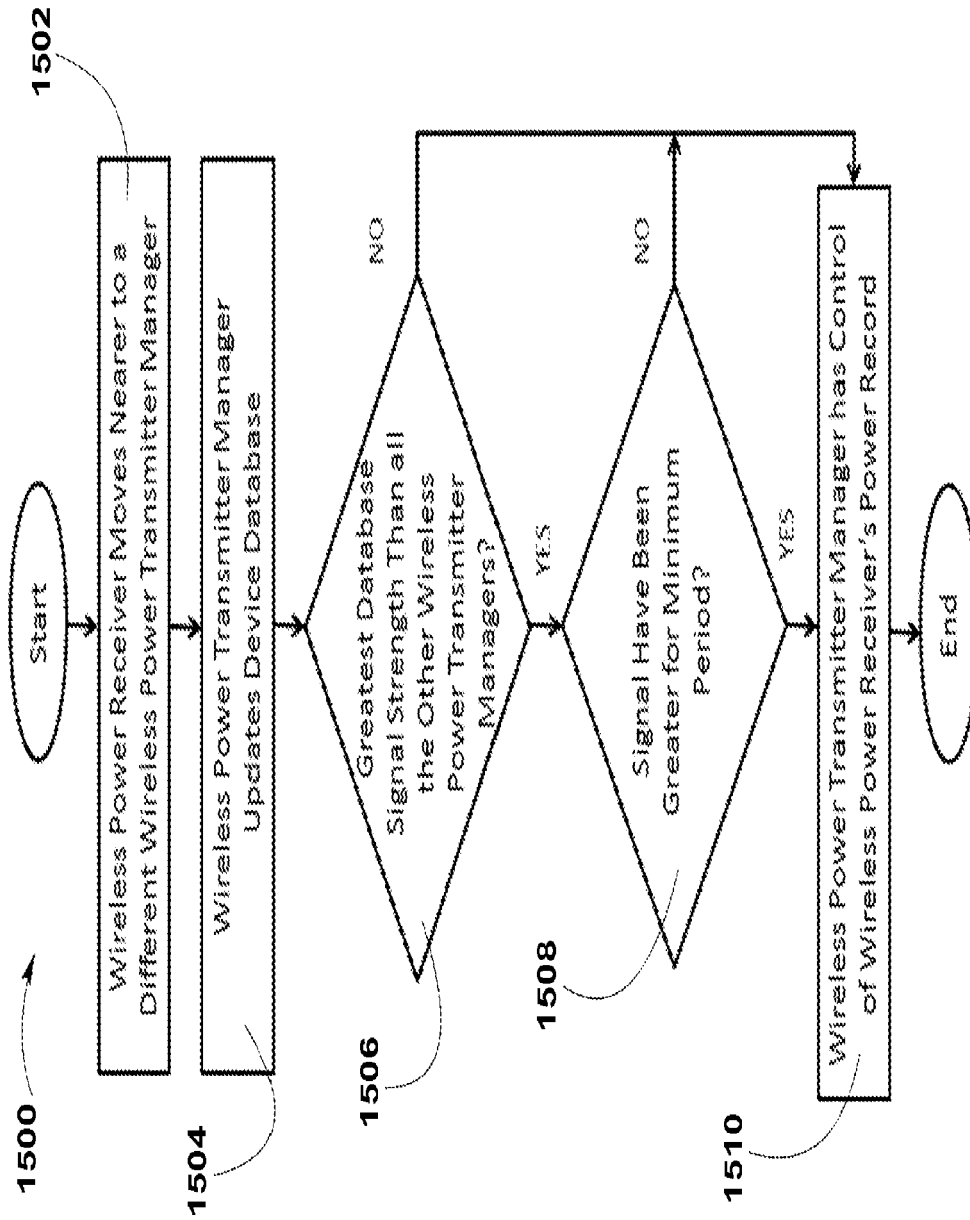 1500
Start
1502
Wireless Power Receiver Moves Nearer to a
Different Wireless Power Transmitter Manager
1504
Wireless Power Transmitter Manager
Updates Device Database
1506
Greatest Database
Signal Strength Than all
the Other Wireless
Power Transmitter
Managers?
NO
YES
1508
Signal Have Been
Greater for Minimum
Period?
NO
YES
1510
Wireless Power Transmitter Manager has Control
of Wireless Power Receiver's Power Record
End